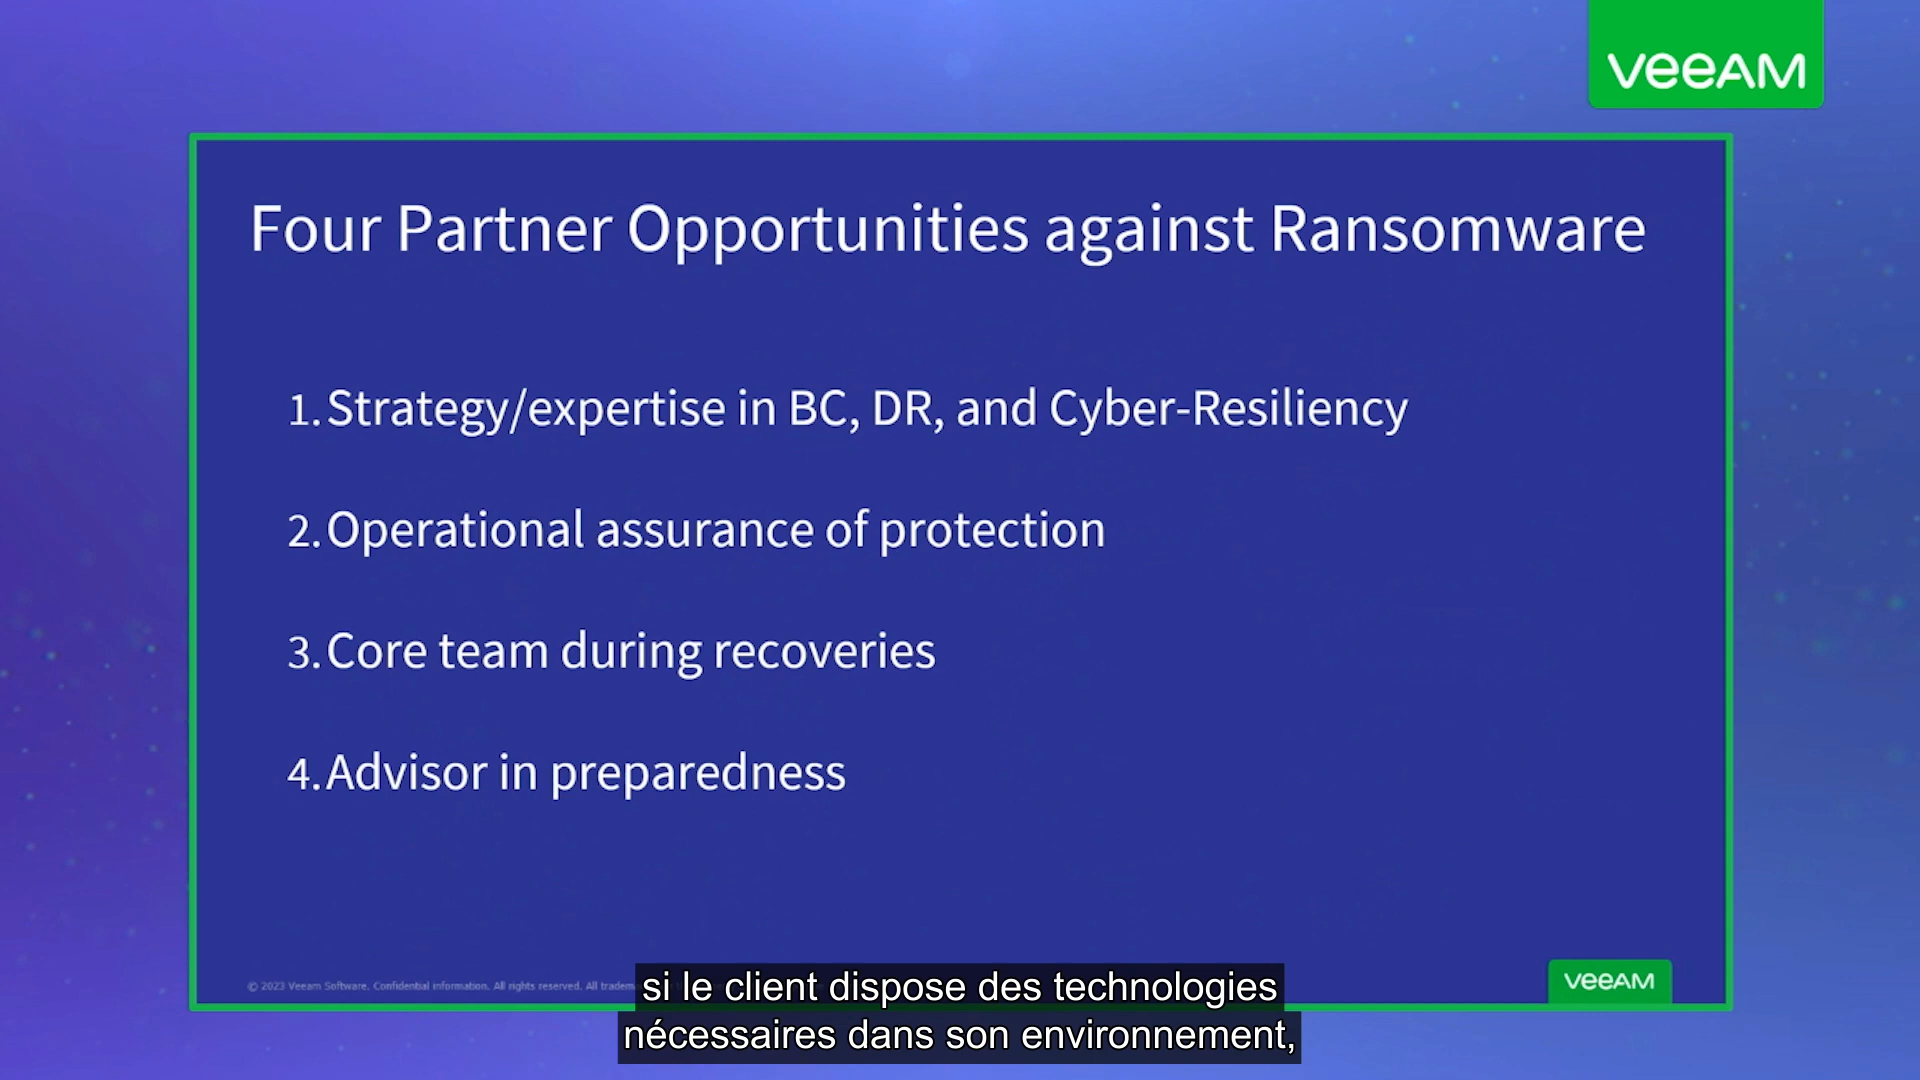 veeAM
Four Partner Opportunities against Ransomware
1. Strategy/expertise in BC, DR, and Cyber-Resiliency
2. Operational assurance of protection
3. Core team during recoveries
4. Advisor in preparedness
© 2023 Veeam Software. Confidential information. All rights reserved. All
veeAM
si le client dispose des technologies
nécessaires dans son environnement,